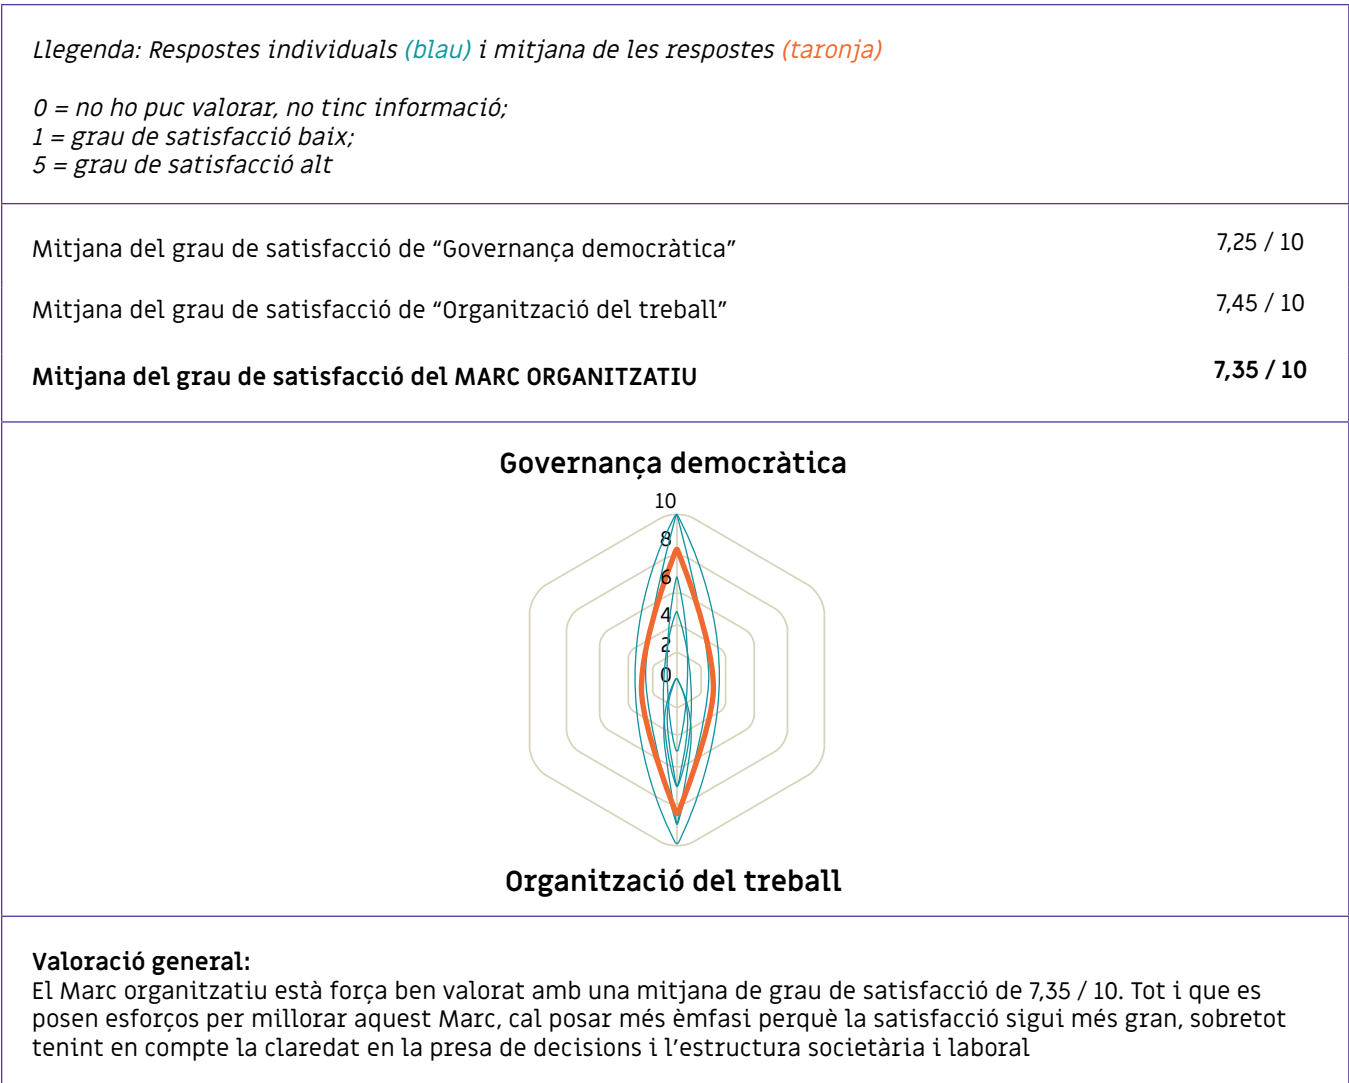 Llegenda: Respostes individuals (blau) i mitjana de les respostes (taronja)
0 = no ho puc valorar, no tinc informació;
1 = grau de satisfacció baix;
5 = grau de satisfacció alt
Mitjana del grau de satisfacció de “Governança democràtica” 7,25 / 10
Mitjana del grau de satisfacció de “Organització del treball” 7,45 / 10
Mitjana del grau de satisfacció del MARC ORGANITZATIU 7,35 / 10
Governança democràtica
10
8
6
4
2
0
Organització del treball
Valoració general:
El Marc organitzatiu està força ben valorat amb una mitjana de grau de satisfacció de 7,35 / 10. Tot i que es
posen esforços per millorar aquest Marc, cal posar més èmfasi perquè la satisfacció sigui més gran, sobretot
tenint en compte la claredat en la presa de decisions i l’estructura societària i laboral